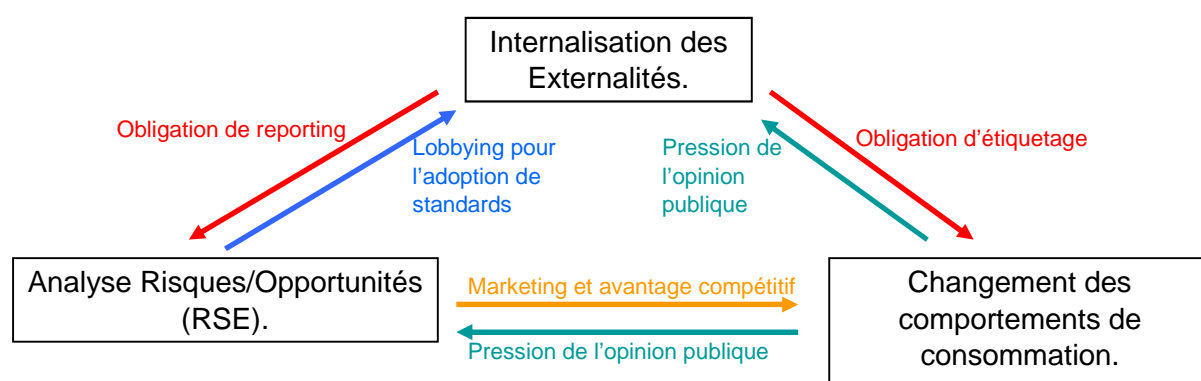 Internalisation des
Externalités.
Obligation de reporting
Lobbying pour
l'adoption de
standards
Pression de
l'opinion
publique
Obligation d'étiquetage
Analyse Risques/Opportunités
(RSE).
Marketing et avantage compétitif
Pression de l'opinion publique
Changement des
comportements de
consommation.